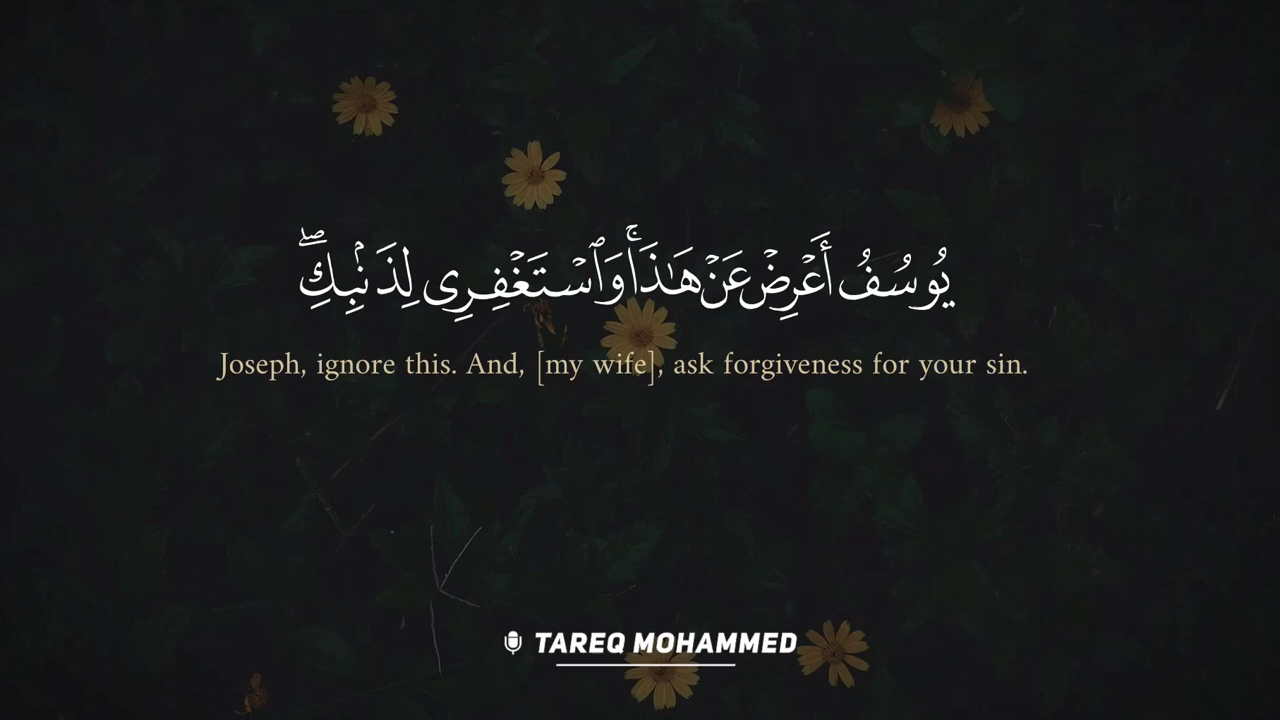 يُوسُفُ أَعْرِضْ عَنْ هَـٰذَا ۚ وَٱسْتَغْفِرِى لِذَنۢبِكِ ۖ
Joseph, ignore this. And, [my wife], ask forgiveness for your sin.
TAREQ MOHAMMED